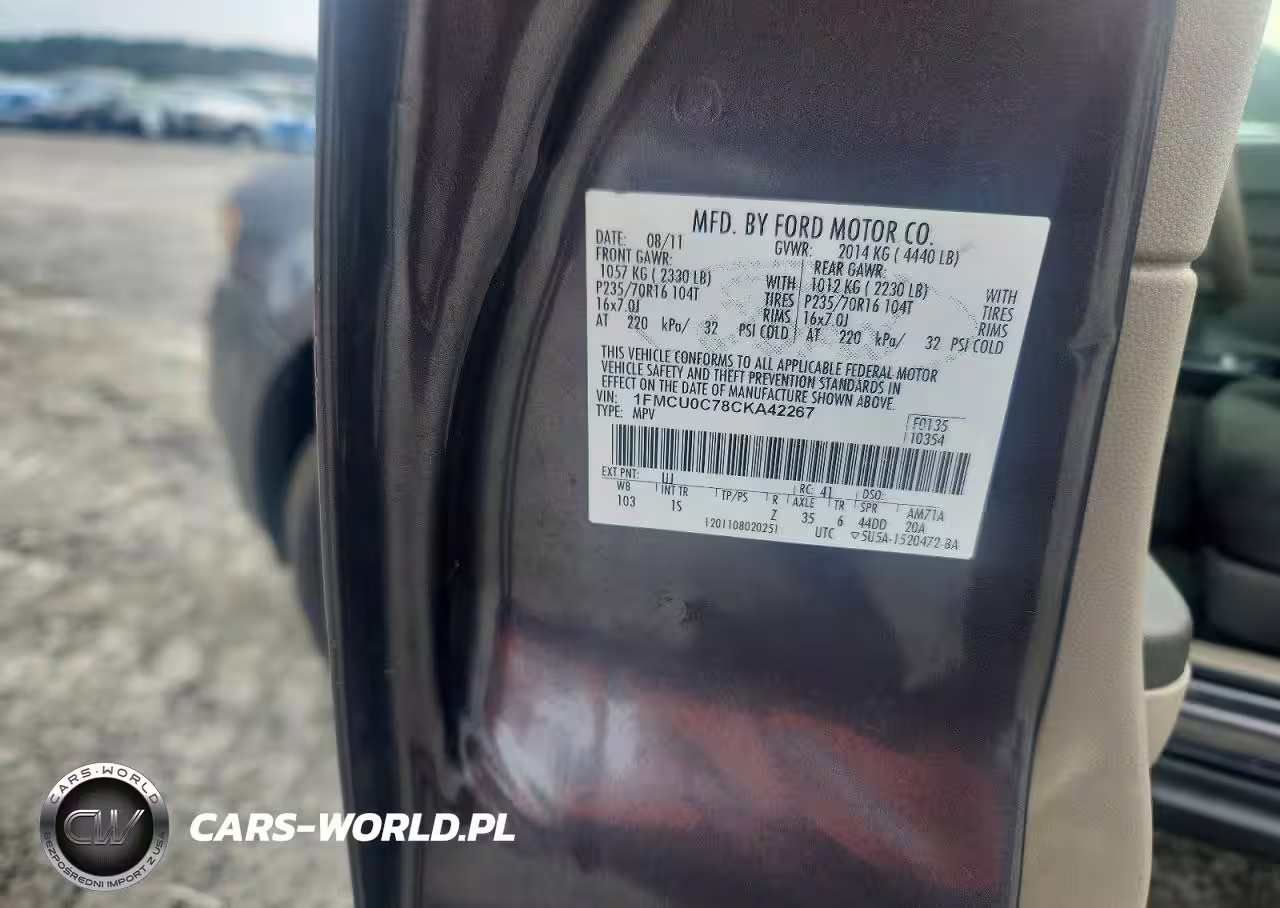 MFD. BY FORD MOTOR CO.
DATE: 08/11 GVWR: 2014 KG ( 4440 LB)
FRONT GAWR: REAR GAWR:
1057 KG ( 2330 LB) WITH 1012 KG ( 2230 LB) WITH
P235/70R16 104T TIRES P235/70R16 104T TIRES
16x7.0J RIMS 16x7.0J RIMS
AT 220 kPa/ 32 PSI COLD AT 220 kPa/ 32 PSI COLD
THIS VEHICLE CONFORMS TO ALL APPLICABLE FEDERAL MOTOR
VEHICLE SAFETY AND THEFT PREVENTION STANDARDS IN
EFFECT ON THE DATE OF MANUFACTURE SHOWN ABOVE.
VIN: 1FMCU0C78CKA42267
TYPE: MPV
F0135
10354
EXT PNT: UJ RC: 41 DSO:
WB INT TR TP/PS R AXLE TR SPR AM71A
103 1S Z 35 6 44DD 20A
1201108020251 UTC ▽5U5A-1520472-BA
CARS-WORLD
CW
BEZPOŚREDNI IMPORT Z USA
CARS-WORLD.PL